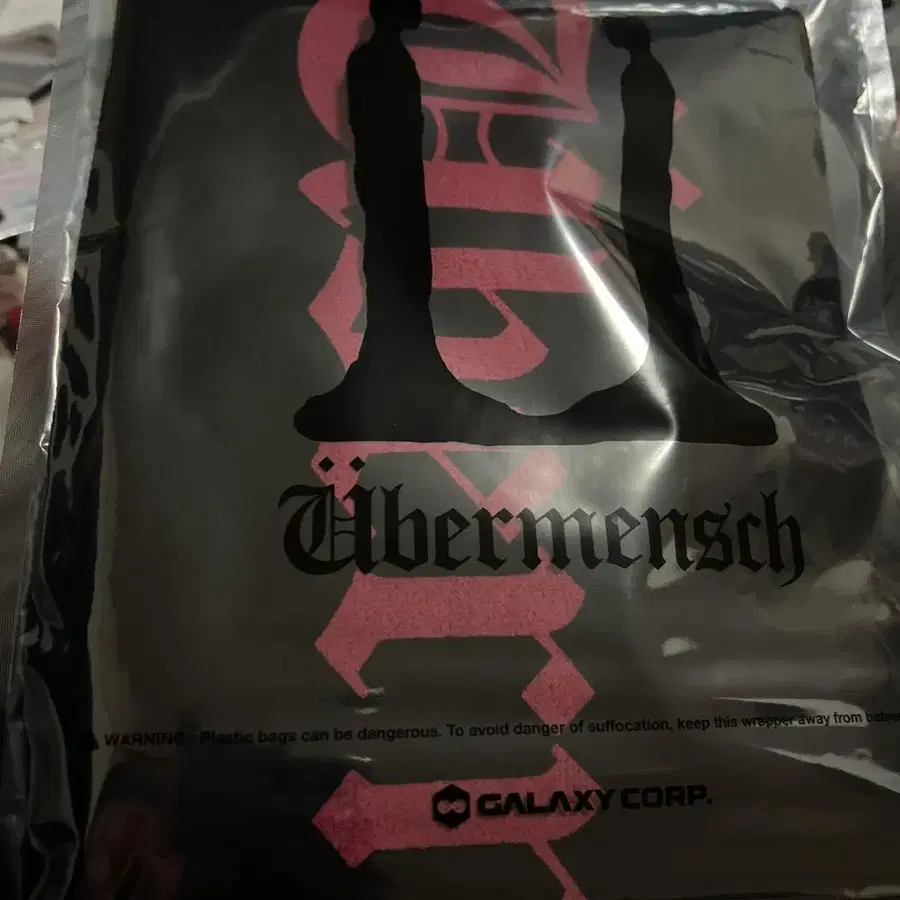 Übermensch
WARNING : Plastic bags can be dangerous. To avoid danger of suffocation, keep this wrapper away from babies
GALAXY CORP.